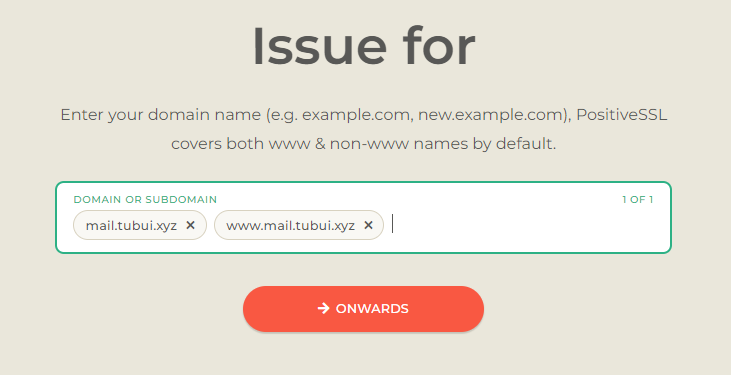 Issue for
Enter your domain name (e.g. example.com, new.example.com), PositiveSSL
covers both www & non-www names by default.
DOMAIN OR SUBDOMAIN 1 OF 1
mail.tubui.xyz × www.mail.tubui.xyz ×
→ ONWARDS